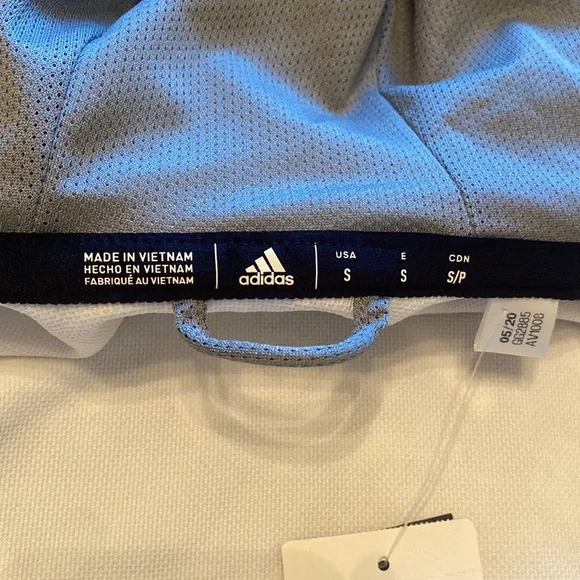 MADE IN VIETNAM
HECHO EN VIETNAM
FABRIQUÉ AU VIETNAM
adidas
USA
S
E
S
CDN
S/P
05/20
GG2885
AV1008